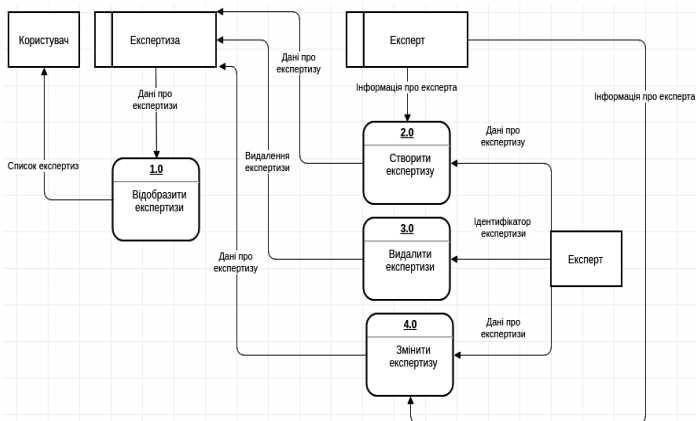 Користувач
Експертиза
Експерт
Дані про
експертизу
Дані про
експертизи
Інформація про експерта
Інформація про експерта
2.0
Створити
експертизу
Дані про
експертизу
Список експертиз
1.0
Відобразити
експертизи
Видалення
експертизи
3.0
Видалити
експертизи
Ідентифікатор
експертизи
Експерт
Дані про
експертизу
4.0
Змінити
експертизу
Дані про
експертизи